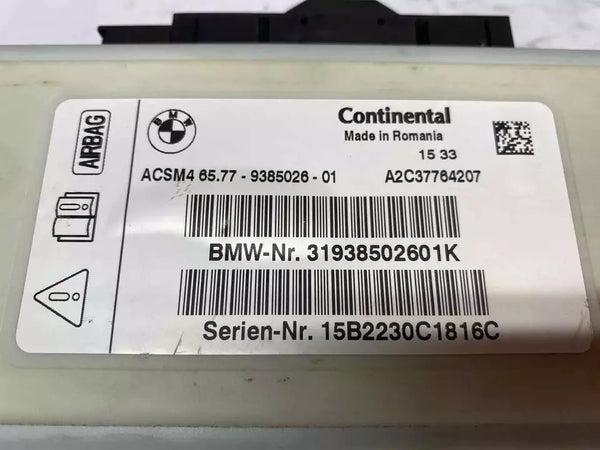 AIRBAG
BMW
Continental
Made in Romania
15 33
ACSM4 65.77 - 9385026 - 01 A2C37764207
BMW-Nr. 31938502601K
Serien-Nr. 15B2230C1816C